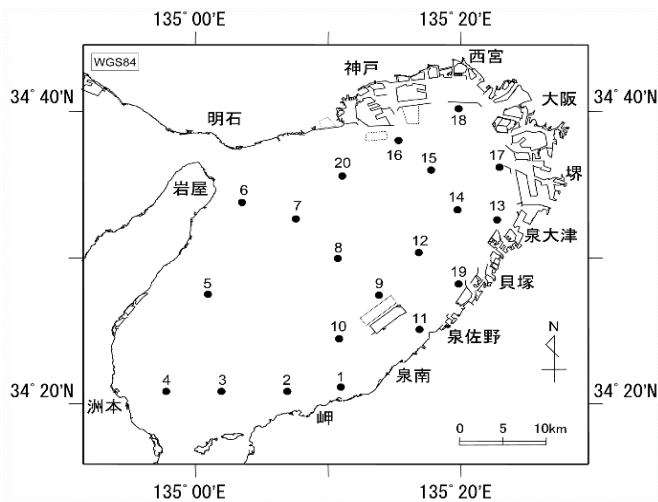 135°00'E 135°20'E
WGS84
西宮
神戸
34°40'N 34°40'N
大阪
明石
18
16
15
17
堺
20
岩屋
6
14
13
7
泉大津
12
8
貝塚
19
5
9
11
泉佐野
10
N
泉南
4 3 2 1
34°20'N 34°20'N
洲本
岬
0 5 10km
135°00'E 135°20'E